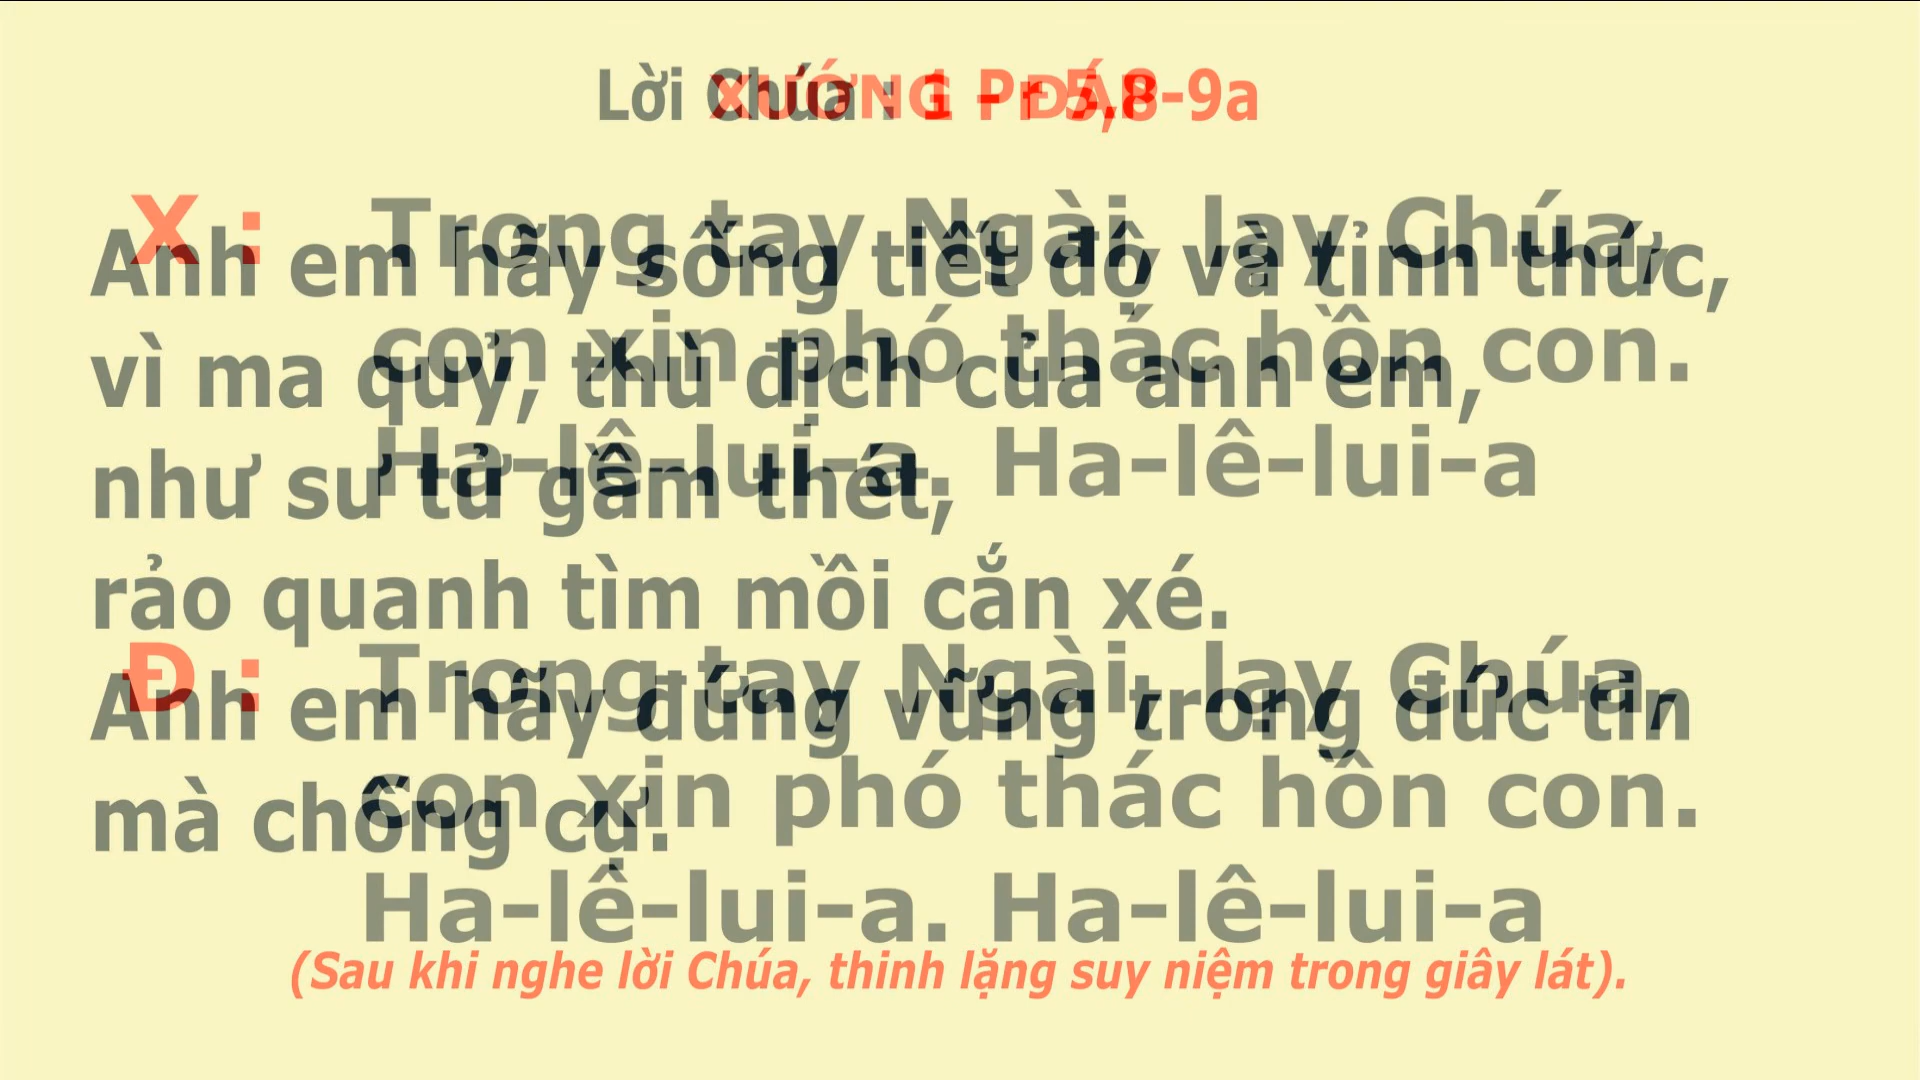 Lời Chúa : 1 Pr 5,8-9a
Anh em hãy sống tiết độ và tỉnh thức,
vì ma quỷ, thù địch của anh em,
như sư tử gầm thét,
rảo quanh tìm mồi cắn xé.
Anh em hãy đứng vững trong đức tin
mà chống cự.
(Sau khi nghe lời Chúa, thinh lặng suy niệm trong giây lát).
XƯỚNG - ĐÁP
X : Trong tay Ngài, lạy Chúa,
con xin phó thác hồn con.
Ha-lê-lui-a. Ha-lê-lui-a
Đ : Trong tay Ngài, lạy Chúa,
con xin phó thác hồn con.
Ha-lê-lui-a. Ha-lê-lui-a